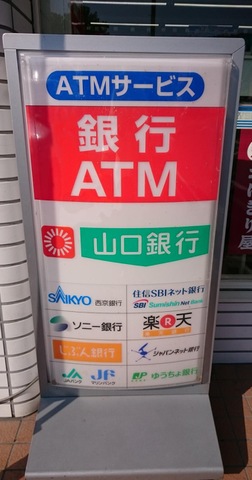 ATMサービス
銀行
ATM
山口銀行
SAIKYO 西京銀行
住信SBIネット銀行
SBI Sumishin Net Bank
ソニー銀行
楽R天
じぶん銀行
ジャパンネット銀行
JA JF ゆうちょ銀行
JAバンク マリンバンク